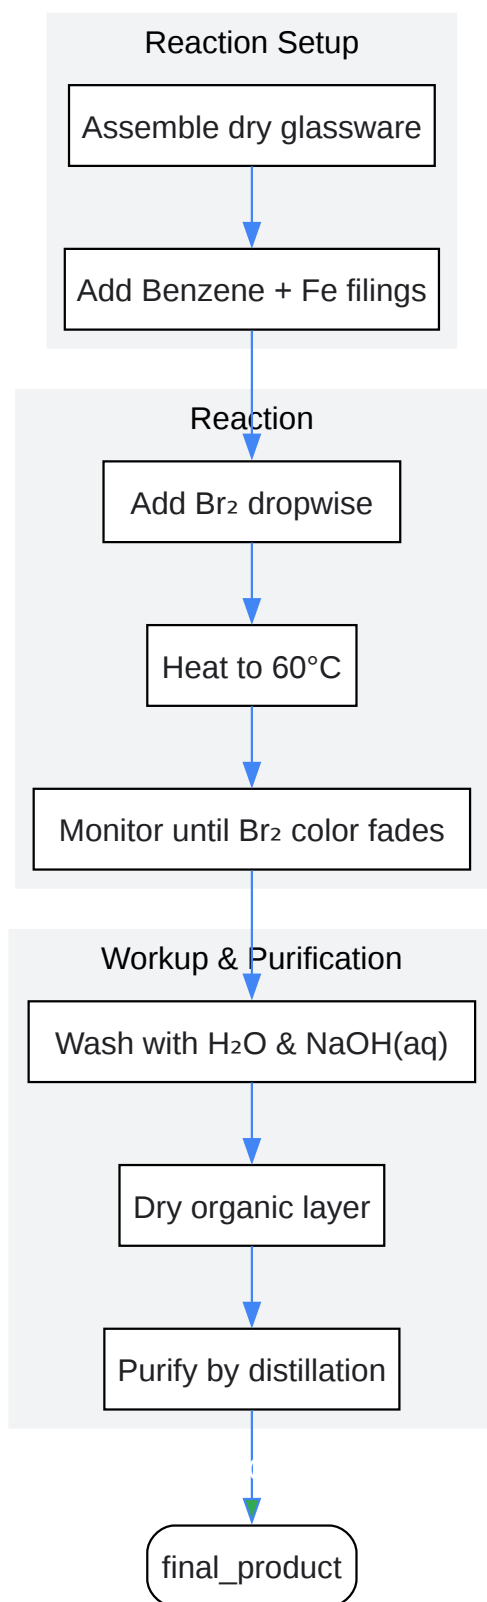 Reaction Setup
Assemble dry glassware
Add Benzene + Fe filings
Reaction
Add Br₂ dropwise
Heat to 60°C
Monitor until Br₂ color fades
Workup & Purification
Wash with H₂O & NaOH(aq)
Dry organic layer
Purify by distillation
final_product